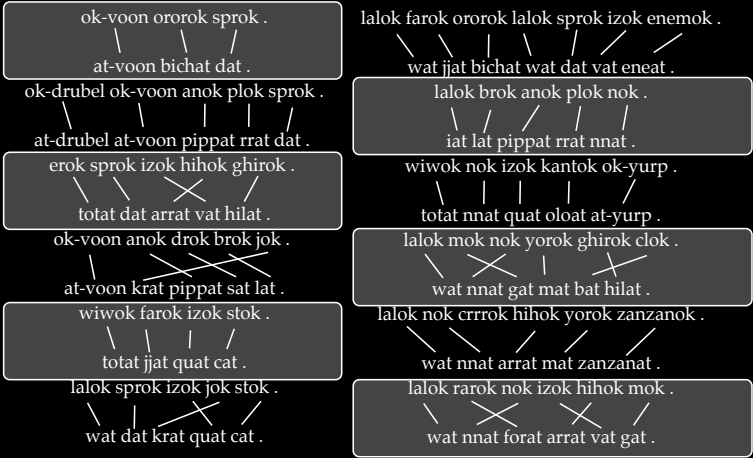 ok-voon ororok sprok .
at-voon bichat dat .
ok-drubel ok-voon anok plok sprok .
at-drubel at-voon pippat rrat dat .
erok sprok izok hihok ghirok .
totat dat arrat vat hilat .
ok-voon anok drok brok jok .
at-voon krat pippat sat lat .
wiwok farok izok stok .
totat jjat quat cat .
lalok sprok izok jok stok .
wat dat krat quat cat .
lalok farok ororok lalok sprok izok enemok .
wat jjat bichat wat dat vat eneat .
lalok brok anok plok nok .
iat lat pippat rrat nnat .
wiwok nok izok kantok ok-yurp .
totat nnat quat oloat at-yurp .
lalok mok nok yorok ghirok clok .
wat nnat gat mat bat hilat .
lalok nok crrrok hihok yorok zanzanok .
wat nnat arrat mat zanzanat .
lalok rarok nok izok hihok mok .
wat nnat forat arrat vat gat .